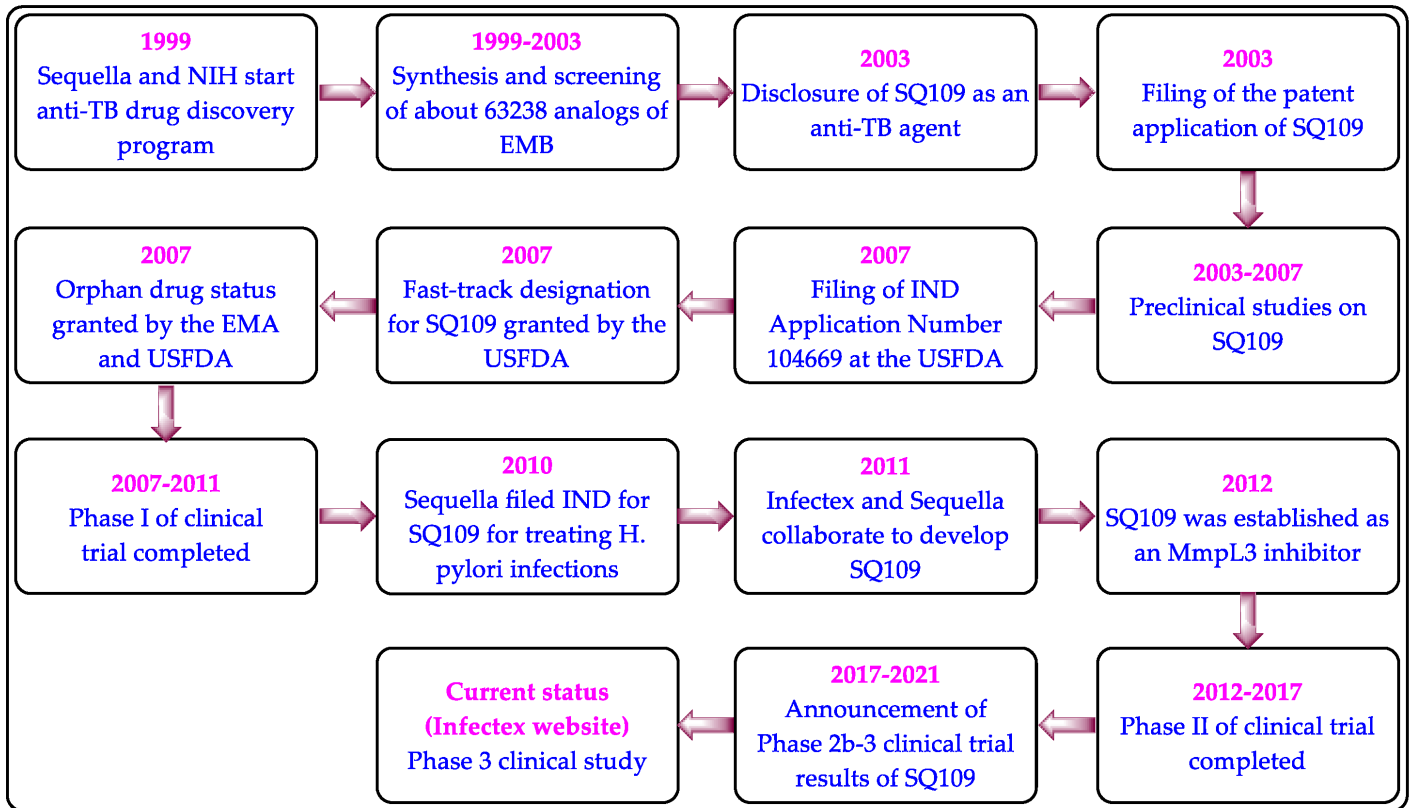 1999
Sequella and NIH start
anti-TB drug discovery
program
1999-2003
Synthesis and screening
of about 63238 analogs of
EMB
2003
Disclosure of SQ109 as an
anti-TB agent
2003
Filing of the patent
application of SQ109
2003-2007
Preclinical studies on
SQ109
2007
Filing of IND
Application Number
104669 at the USFDA
2007
Fast-track designation
for SQ109 granted by the
USFDA
2007
Orphan drug status
granted by the EMA
and USFDA
2007-2011
Phase I of clinical
trial completed
2010
Sequella filed IND for
SQ109 for treating H.
pylori infections
2011
Infectex and Sequella
collaborate to develop
SQ109
2012
SQ109 was established as
an MmpL3 inhibitor
2012-2017
Phase II of clinical trial
completed
2017-2021
Announcement of
Phase 2b-3 clinical trial
results of SQ109
Current status
(Infectex website)
Phase 3 clinical study